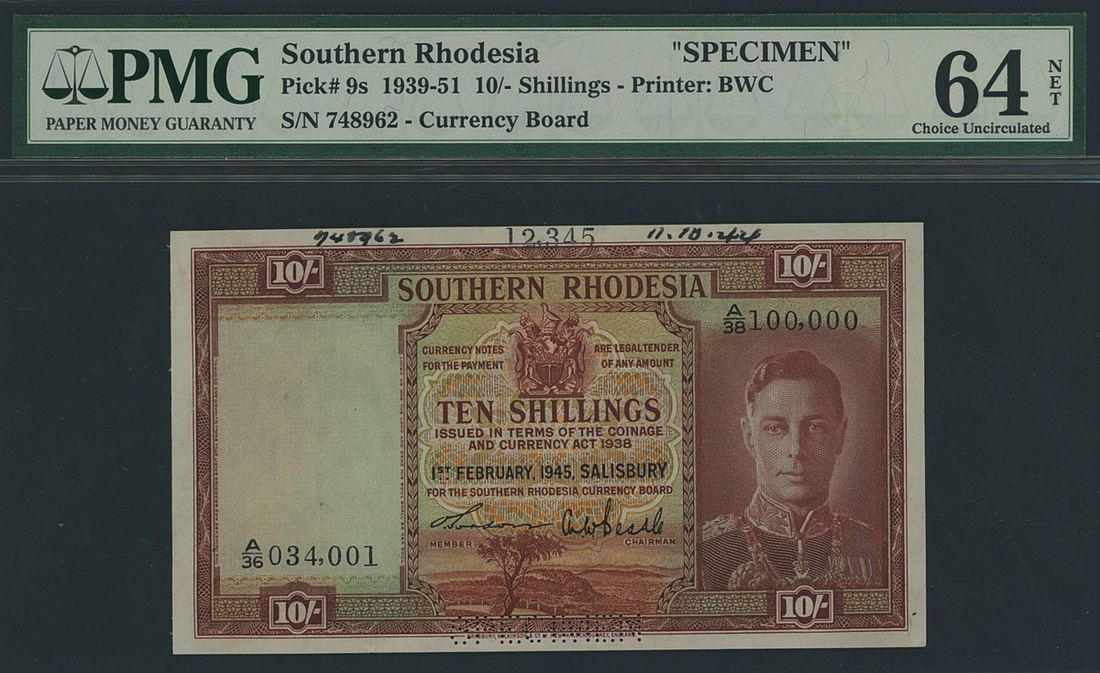 PMG
PAPER MONEY GUARANTY
Southern Rhodesia "SPECIMEN"
Pick# 9s 1939-51 10/- Shillings - Printer: BWC
S/N 748962 - Currency Board
64 NET
Choice Uncirculated
748962 12,345 11.10.44
10/- 10/-
SOUTHERN RHODESIA
A/38 100,000
CURRENCY NOTES ARE LEGAL TENDER
FOR THE PAYMENT OF ANY AMOUNT
TEN SHILLINGS
ISSUED IN TERMS OF THE COINAGE
AND CURRENCY ACT 1938
1ST FEBRUARY, 1945, SALISBURY
FOR THE SOUTHERN RHODESIA CURRENCY BOARD
MEMBER CHAIRMAN
A/36 034,001
10/- 10/-